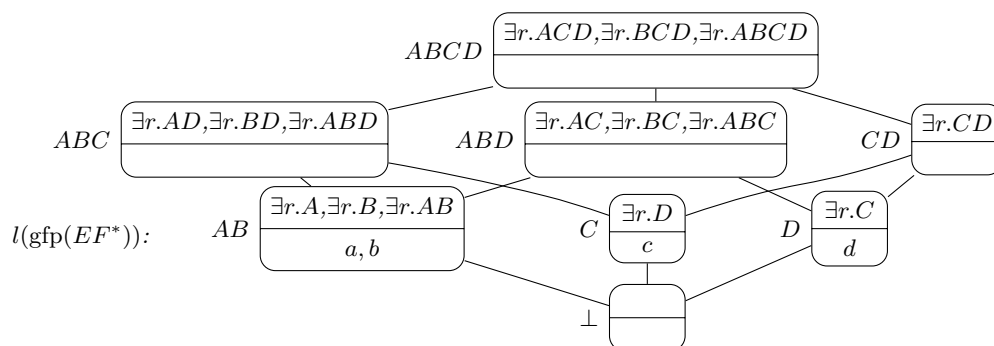 ∃r.ACD,∃r.BCD,∃r.ABCD
ABCD
∃r.AD,∃r.BD,∃r.ABD
ABC
∃r.AC,∃r.BC,∃r.ABC
ABD
∃r.CD
CD
∃r.A,∃r.B,∃r.AB
AB
a, b
∃r.D
C
c
∃r.C
D
d
l(gfp(EF*)):
⊥